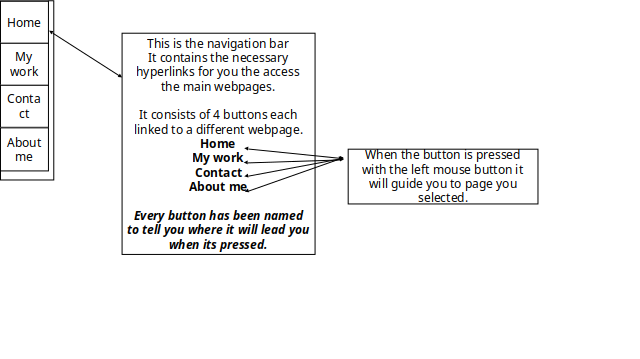 Home
My
work
Conta
ct
About
me
This is the navigation bar
It contains the necessary
hyperlinks for you the access
the main webpages.
It consists of 4 buttons each
linked to a different webpage.
Home
My work
Contact
About me
Every button has been named
to tell you where it will lead you
when its pressed.
When the button is pressed
with the left mouse button it
will guide you to page you
selected.